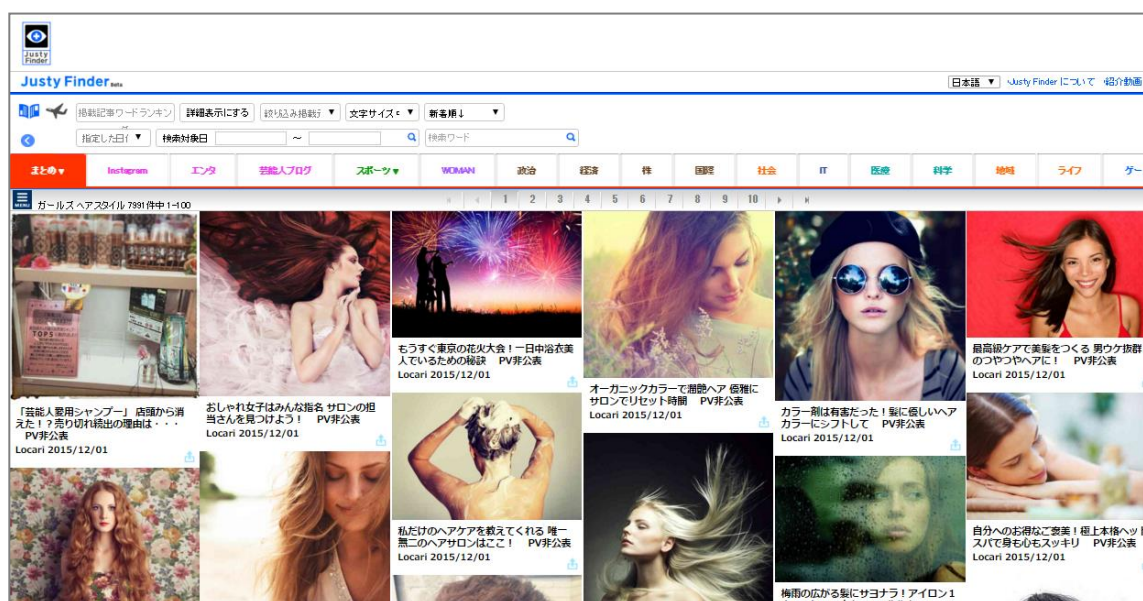 Justy
Finder
Justy Finder Beta
日本語 ▼ Justy Finder について 紹介動画
掲載記事ワードランキン 詳細表示にする 絞り込み掲載元 ▼ 文字サイズ ▼ 新着順↓ ▼
指定した日付 ▼ 検索対象日 ～ 検索ワード
まとめ▼ Instagram エンタ 芸能人ブログ スポーツ▼ WOMAN 政治 経済 株 国際 社会 IT 医療 科学 地域 ライフ ゲー
MENU ガールズ ヘアスタイル 7991件中 1-100 1 2 3 4 5 6 7 8 9 10
TOP5
「芸能人愛用シャンプー」 店頭から消
えた！？売り切れ続出の理由は・・・
PV非公表
Locari 2015/12/01
おしゃれ女子はみんな指名 サロンの担
当さんを見つけよう！ PV非公表
Locari 2015/12/01
もうすぐ東京の花火大会！一日中浴衣美
人でいるための秘訣 PV非公表
Locari 2015/12/01
私だけのヘアケアを教えてくれる 唯一
無二のヘアサロンはここ！ PV非公表
Locari 2015/12/01
オーガニックカラーで潤艶ヘア 優雅に
サロンでリセット時間 PV非公表
Locari 2015/12/01
カラー剤は有害だった！髪に優しいヘア
カラーにシフトして PV非公表
Locari 2015/12/01
梅雨の広がる髪にサヨナラ！アイロン１
最高級ケアで美髪をつくる 男ウケ抜群
のつやつやヘアに！ PV非公表
Locari 2015/12/01
自分へのお得なご褒美！極上本格ヘッド
スパで身も心もスッキリ PV非公表
Locari 2015/12/01